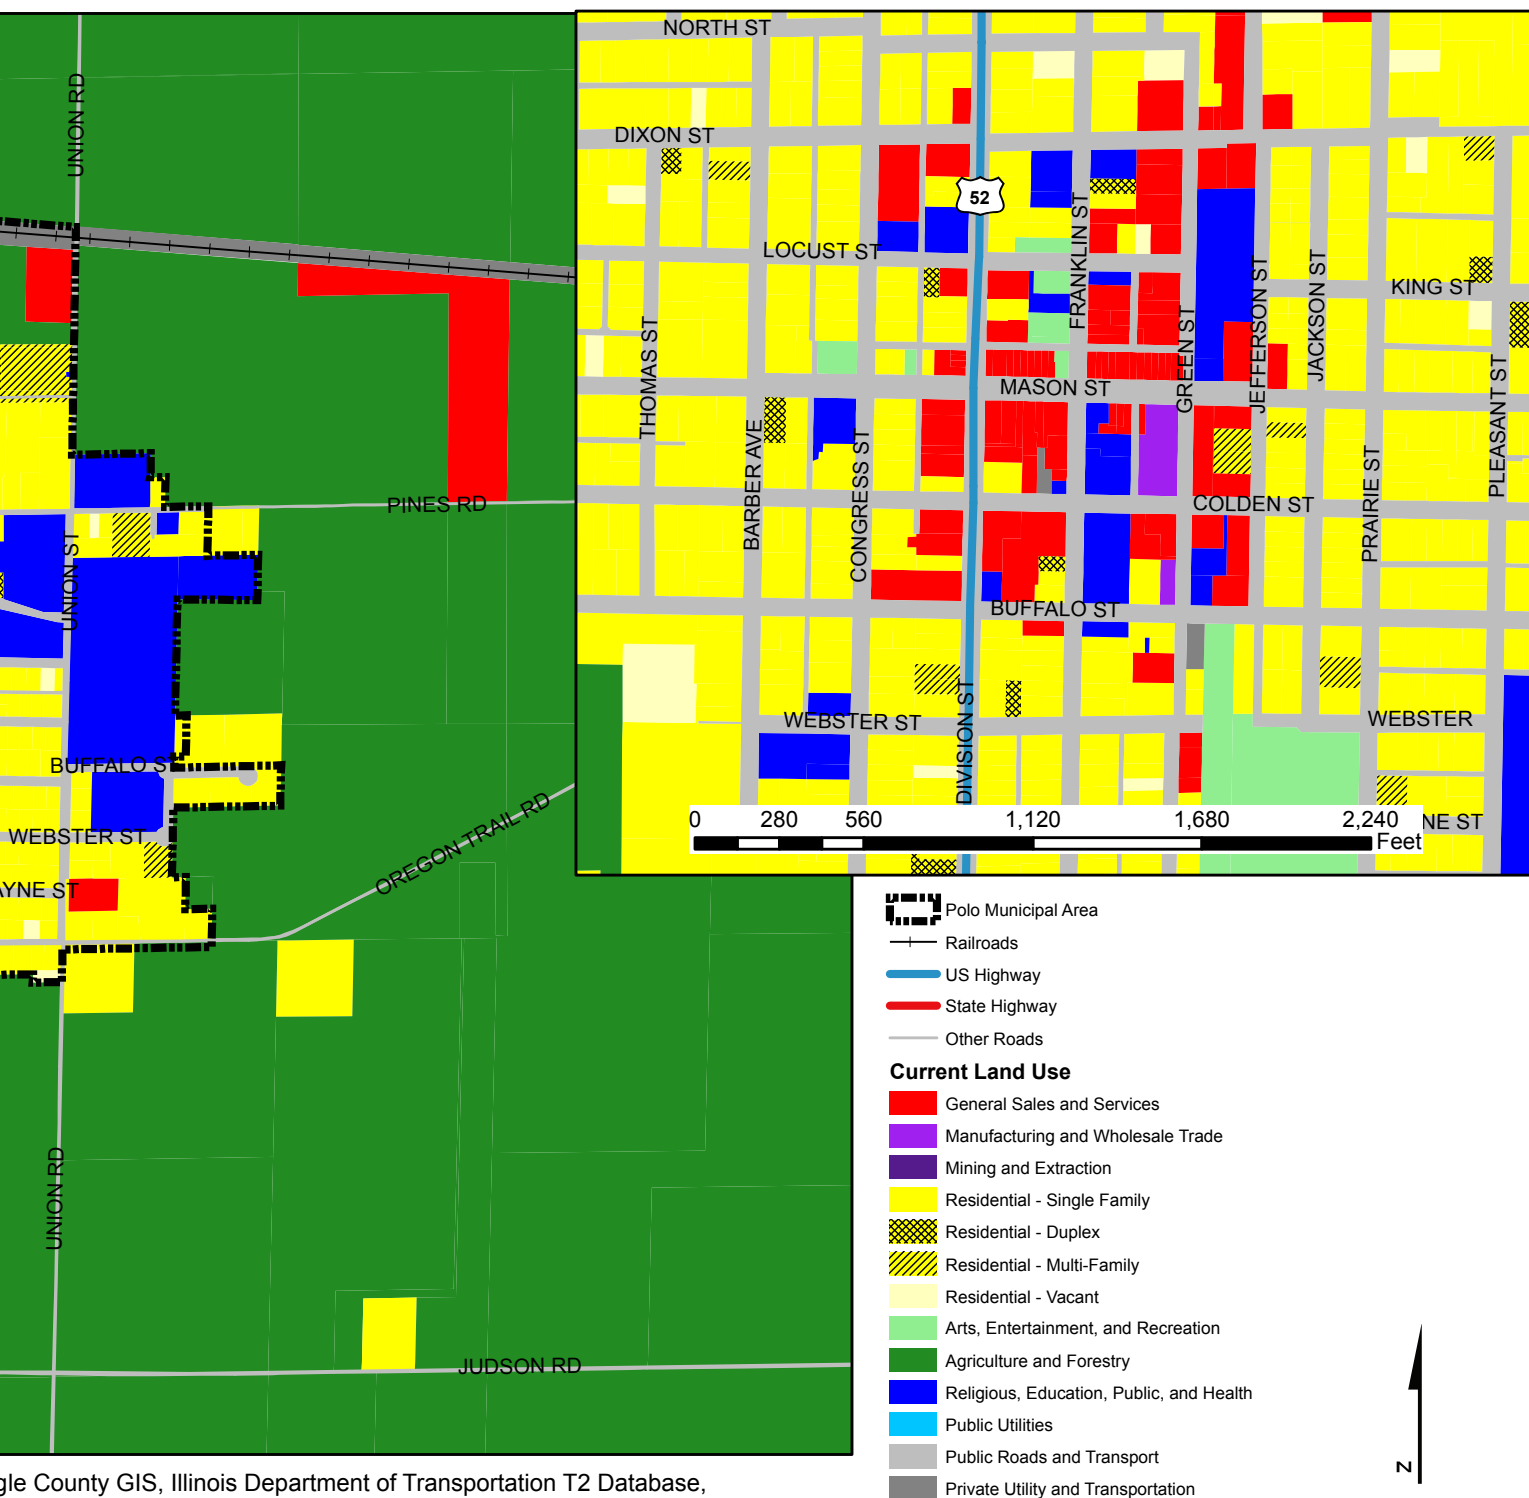 NORTH ST
UNION RD
DIXON ST
52
LOCUST ST
FRANKLIN ST
KING ST
JEFFERSON ST
JACKSON ST
GREEN ST
THOMAS ST
MASON ST
PLEASANT ST
BARBER AVE
CONGRESS ST
PRAIRIE ST
PINES RD
COLDEN ST
UNION ST
BUFFALO ST
WEBSTER ST
DIVISION ST
WEBSTER
BUFFALO S
0 280 560 1,120 1,680 2,240
Feet
NE ST
WEBSTER ST
OREGON TRAIL RD
AYNE ST
Polo Municipal Area
Railroads
US Highway
State Highway
Other Roads
Current Land Use
General Sales and Services
Manufacturing and Wholesale Trade
Mining and Extraction
Residential - Single Family
Residential - Duplex
Residential - Multi-Family
Residential - Vacant
Arts, Entertainment, and Recreation
Agriculture and Forestry
Religious, Education, Public, and Health
Public Utilities
Public Roads and Transport
Private Utility and Transportation
UNION RD
JUDSON RD
N
gle County GIS, Illinois Department of Transportation T2 Database,